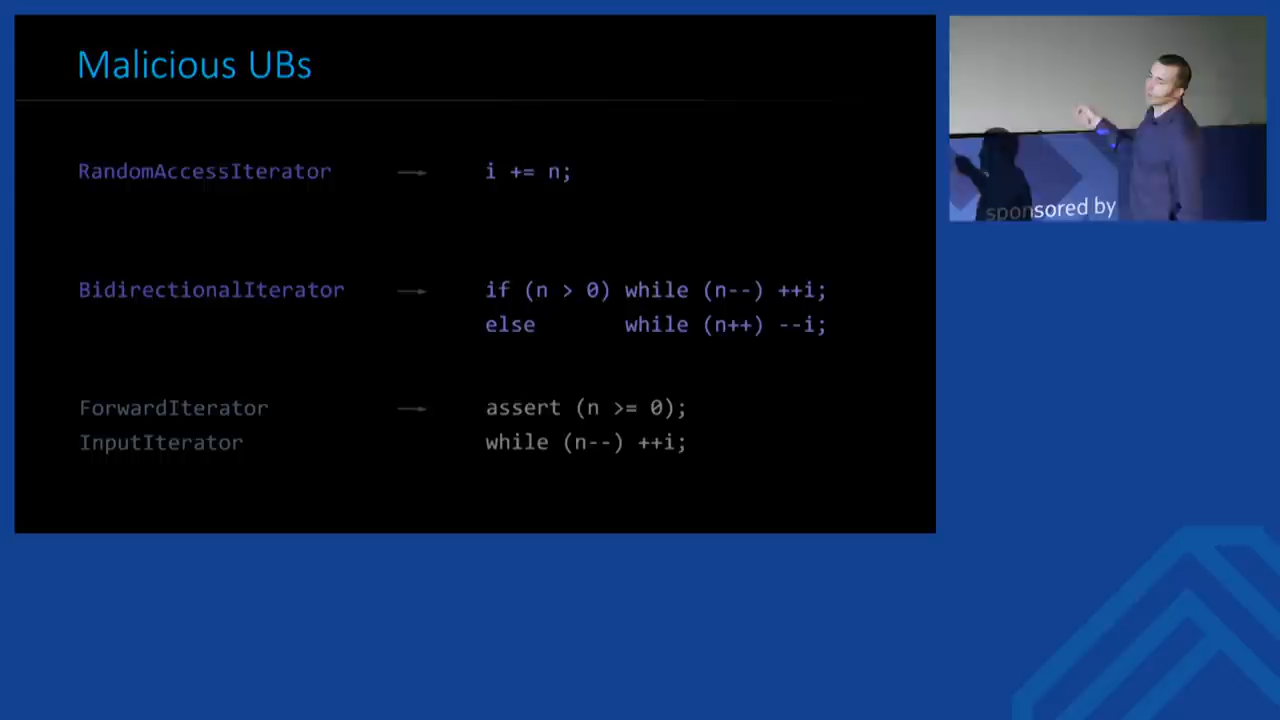 Malicious UBs
RandomAccessIterator → i += n;
BidirectionalIterator → if (n > 0) while (n--) ++i;
else while (n++) --i;
ForwardIterator → assert (n >= 0);
InputIterator while (n--) ++i;
sponsored by